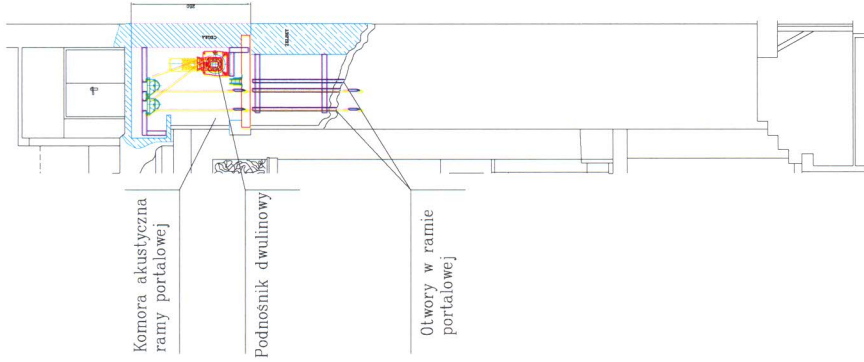 Komora akustyczna
ramy portalowej
Podnośnik dwulinowy
Otwory w ramie
portalowej